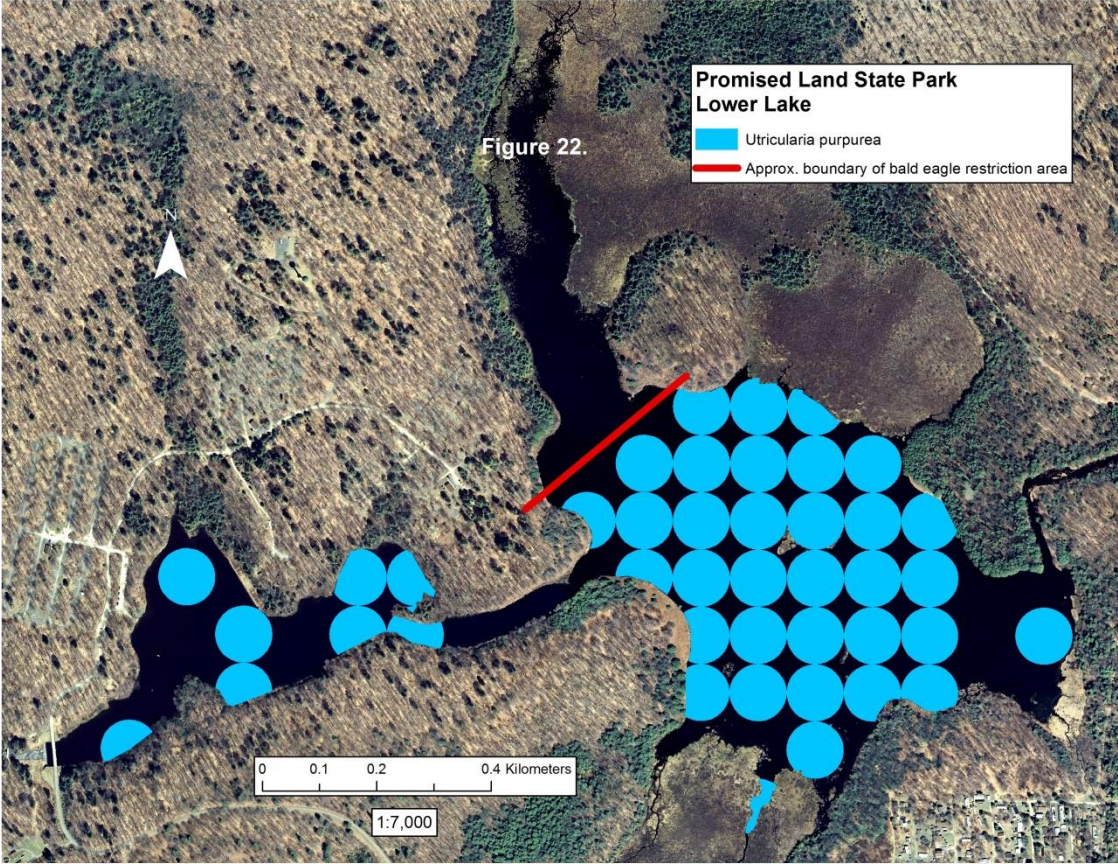 Promised Land State Park
Lower Lake
Utricularia purpurea
Approx. boundary of bald eagle restriction area
Figure 22.
N
0 0.1 0.2 0.4 Kilometers
1:7,000